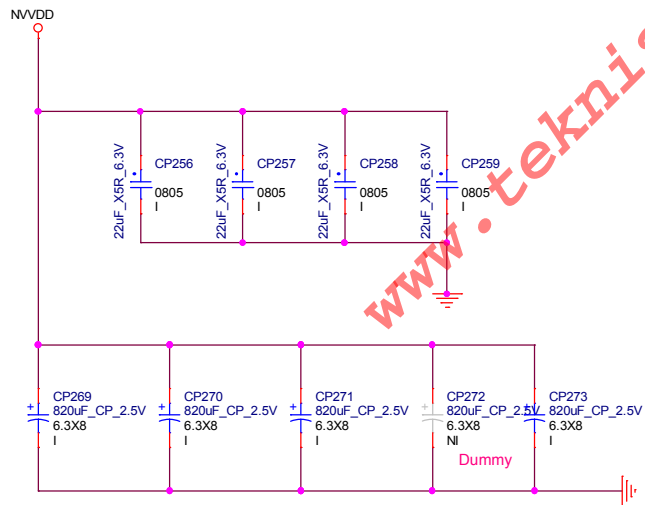 NVVDD
22uF_X5R_6.3V
CP256
0805
I
22uF_X5R_6.3V
CP257
0805
I
22uF_X5R_6.3V
CP258
0805
I
22uF_X5R_6.3V
CP259
0805
I
www.teknis
CP269
820uF_CP_2.5V
6.3X8
I
CP270
820uF_CP_2.5V
6.3X8
I
CP271
820uF_CP_2.5V
6.3X8
I
CP272
820uF_CP_2.5V
6.3X8
NI
Dummy
CP273
820uF_CP_2.5V
6.3X8
I